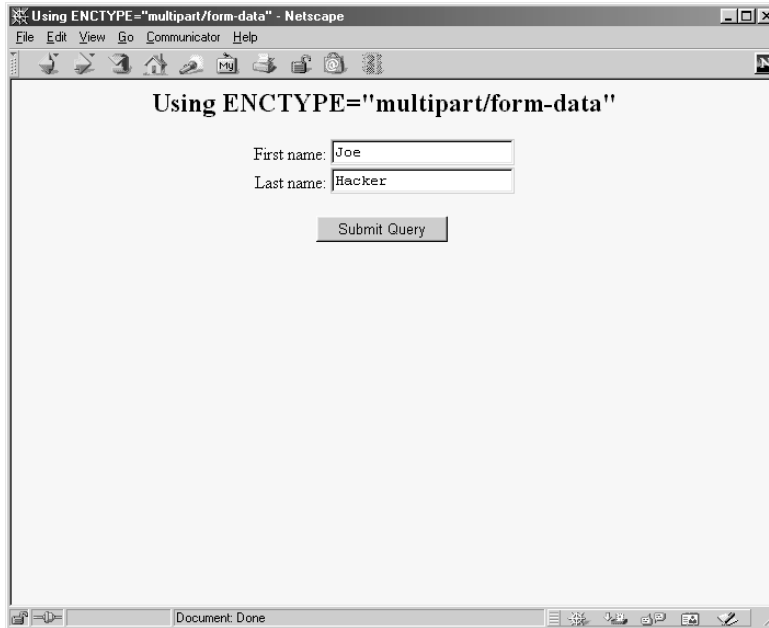 Using ENCTYPE="multipart/form-data" - Netscape
File Edit View Go Communicator Help
My
N
Using ENCTYPE="multipart/form-data"
First name: Joe
Last name: Hacker
Submit Query
Document: Done